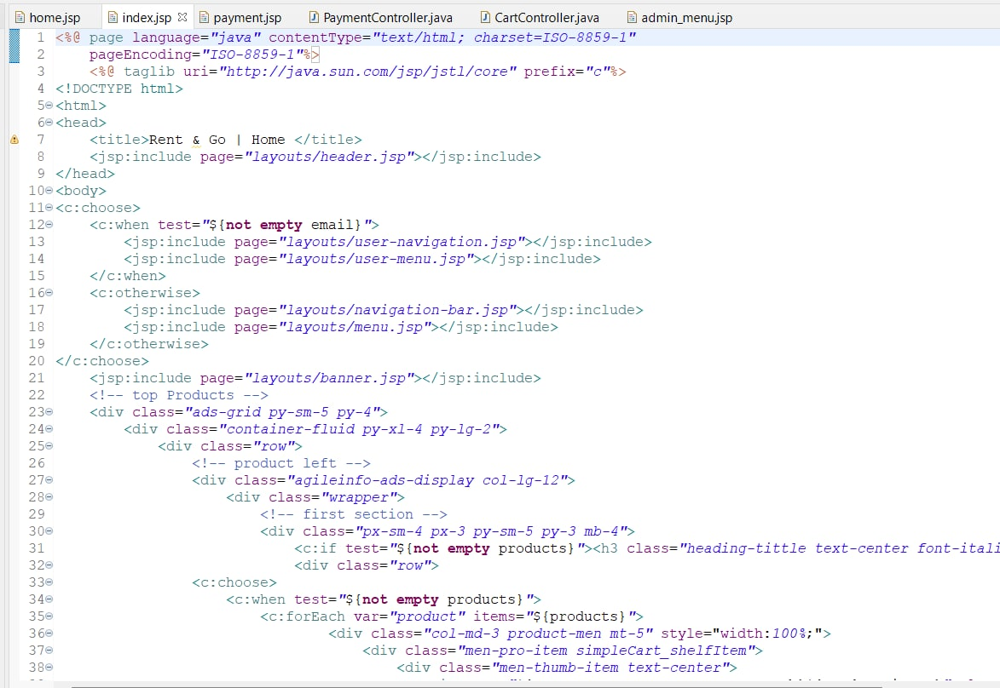 home.jsp index.jsp payment.jsp PaymentController.java CartController.java admin_menu.jsp
1 <%@ page language="java" contentType="text/html; charset=ISO-8859-1"
2     pageEncoding="ISO-8859-1"%>
3     <%@ taglib uri="http://java.sun.com/jsp/jstl/core" prefix="c"%>
4 <!DOCTYPE html>
5 <html>
6 <head>
7     <title>Rent & Go | Home </title>
8     <jsp:include page="layouts/header.jsp"></jsp:include>
9 </head>
10 <body>
11 <c:choose>
12     <c:when test="${not empty email}">
13         <jsp:include page="layouts/user-navigation.jsp"></jsp:include>
14         <jsp:include page="layouts/user-menu.jsp"></jsp:include>
15     </c:when>
16     <c:otherwise>
17         <jsp:include page="layouts/navigation-bar.jsp"></jsp:include>
18         <jsp:include page="layouts/menu.jsp"></jsp:include>
19     </c:otherwise>
20 </c:choose>
21     <jsp:include page="layouts/banner.jsp"></jsp:include>
22     <!-- top Products -->
23     <div class="ads-grid py-sm-5 py-4">
24         <div class="container-fluid py-xl-4 py-lg-2">
25             <div class="row">
26                 <!-- product left -->
27                 <div class="agileinfo-ads-display col-lg-12">
28                     <div class="wrapper">
29                         <!-- first section -->
30                         <div class="px-sm-4 px-3 py-sm-5 py-3 mb-4">
31                             <c:if test="${not empty products}"><h3 class="heading-tittle text-center font-itali
32                             <div class="row">
33                 <c:choose>
34                     <c:when test="${not empty products}">
35                         <c:forEach var="product" items="${products}">
36                                 <div class="col-md-3 product-men mt-5" style="width:100%;">
37                                     <div class="men-pro-item simpleCart_shelfItem">
38                                         <div class="men-thumb-item text-center">